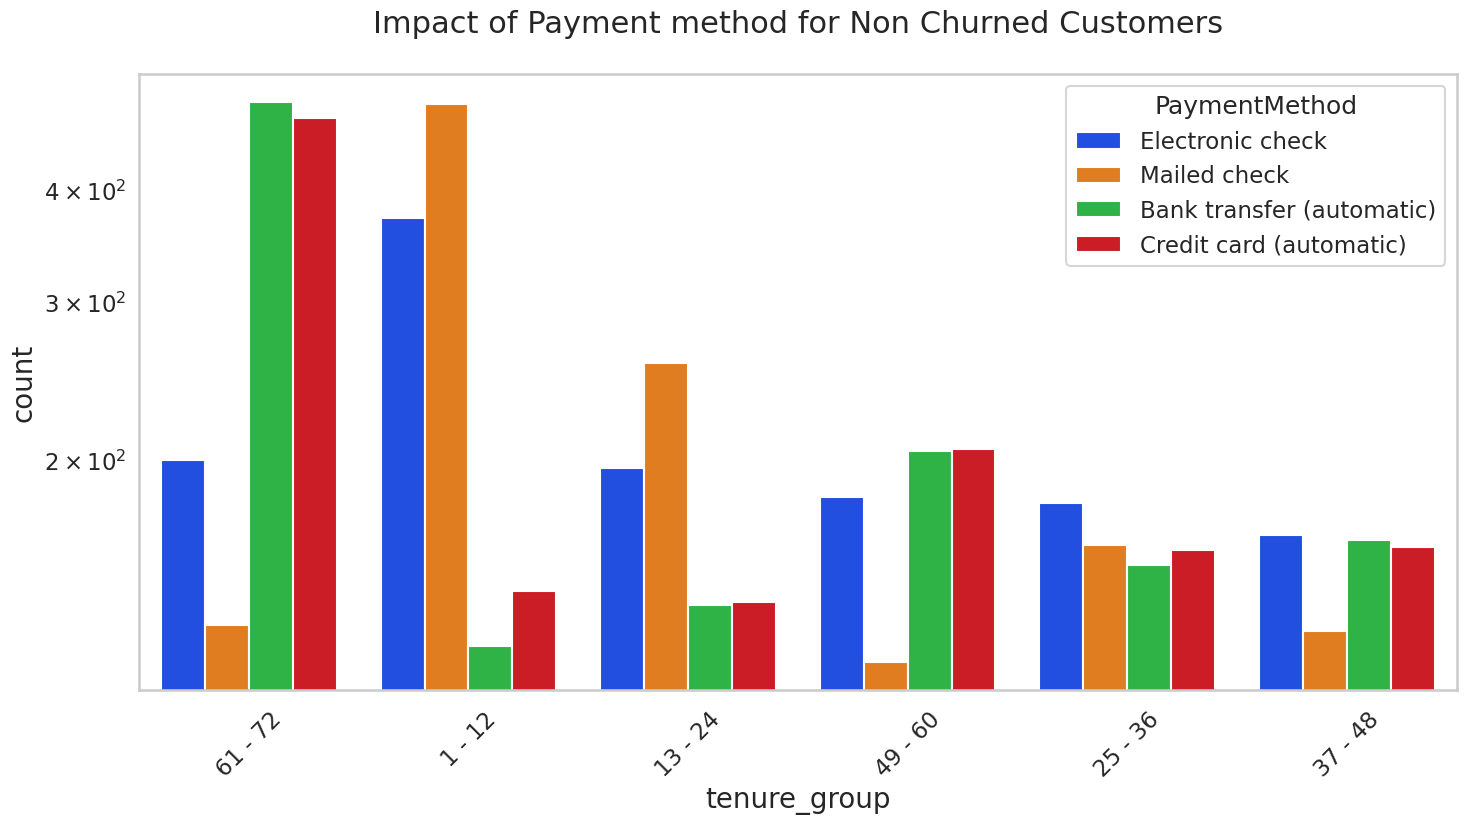 Impact of Payment method for Non Churned Customers
PaymentMethod
Electronic check
Mailed check
Bank transfer (automatic)
Credit card (automatic)
4 × 10²
3 × 10²
2 × 10²
count
61 - 72
1 - 12
13 - 24
49 - 60
25 - 36
37 - 48
tenure_group